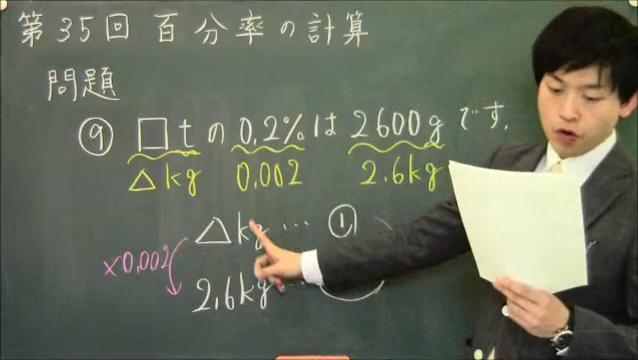 第35回 百分率の計算
問題
⑨ □tの0.2%は2600gです。
△kg 0.002 2.6kg
△kg … ①
×0.002
2.6kg …